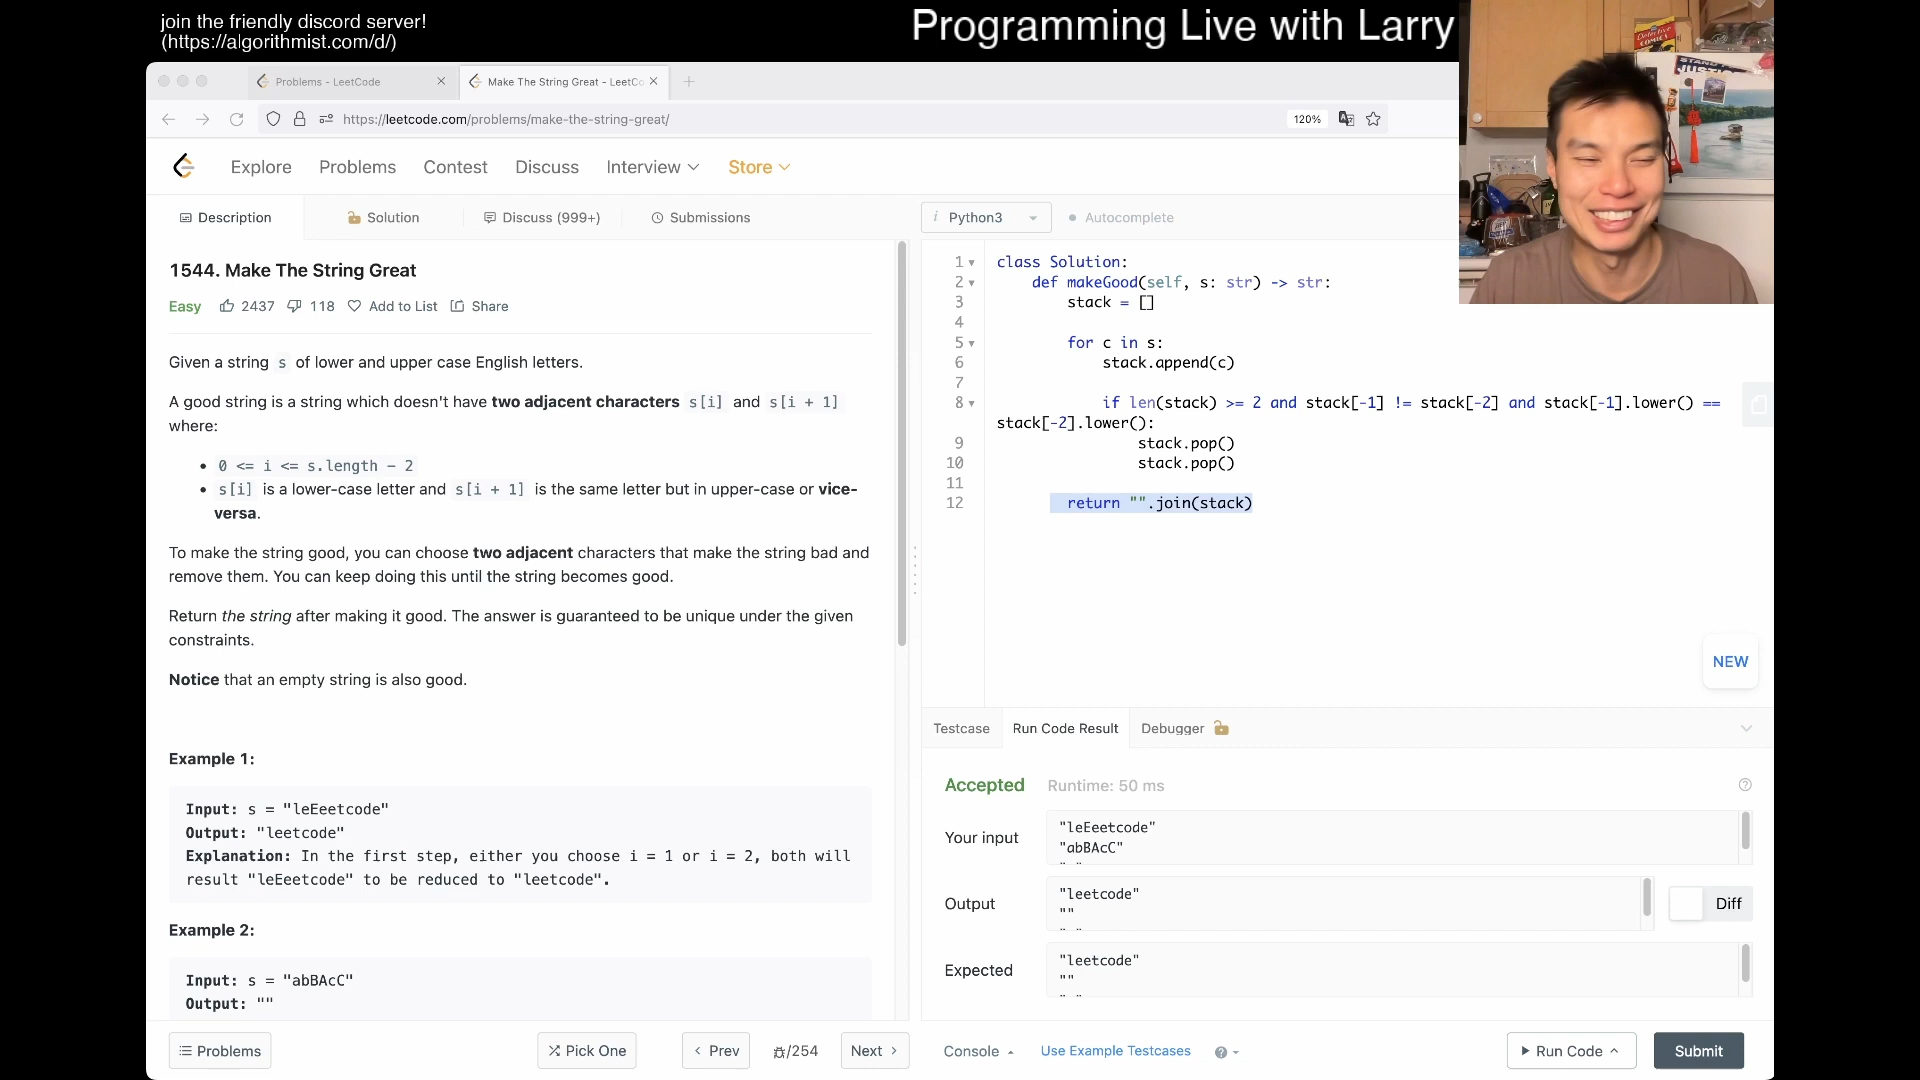 join the friendly discord server!
(https://algorithmist.com/d/)
Programming Live with Larry
Problems - LeetCode
Make The String Great - LeetCo
https://leetcode.com/problems/make-the-string-great/
120%
Explore
Problems
Contest
Discuss
Interview
Store
Description
Solution
Discuss (999+)
Submissions
i Python3
Autocomplete
1544. Make The String Great
Easy
2437
118
Add to List
Share
Given a string s of lower and upper case English letters.
A good string is a string which doesn't have two adjacent characters s[i] and s[i + 1]
where:
• 0 <= i <= s.length - 2
• s[i] is a lower-case letter and s[i + 1] is the same letter but in upper-case or vice-
versa.
To make the string good, you can choose two adjacent characters that make the string bad and
remove them. You can keep doing this until the string becomes good.
Return the string after making it good. The answer is guaranteed to be unique under the given
constraints.
Notice that an empty string is also good.
Example 1:
Input: s = "leEeetcode"
Output: "leetcode"
Explanation: In the first step, either you choose i = 1 or i = 2, both will
result "leEeetcode" to be reduced to "leetcode".
Example 2:
Input: s = "abBAcC"
Output: ""
1 class Solution:
2 def makeGood(self, s: str) -> str:
3 stack = []
4
5 for c in s:
6 stack.append(c)
7
8 if len(stack) >= 2 and stack[-1] != stack[-2] and stack[-1].lower() ==
stack[-2].lower():
9 stack.pop()
10 stack.pop()
11
12 return "".join(stack)
NEW
Testcase
Run Code Result
Debugger
Accepted
Runtime: 50 ms
Your input
"leEeetcode"
"abBAcC"
Output
"leetcode"
""
Diff
Expected
"leetcode"
""
Problems
Pick One
Prev
/254
Next
Console
Use Example Testcases
Run Code
Submit